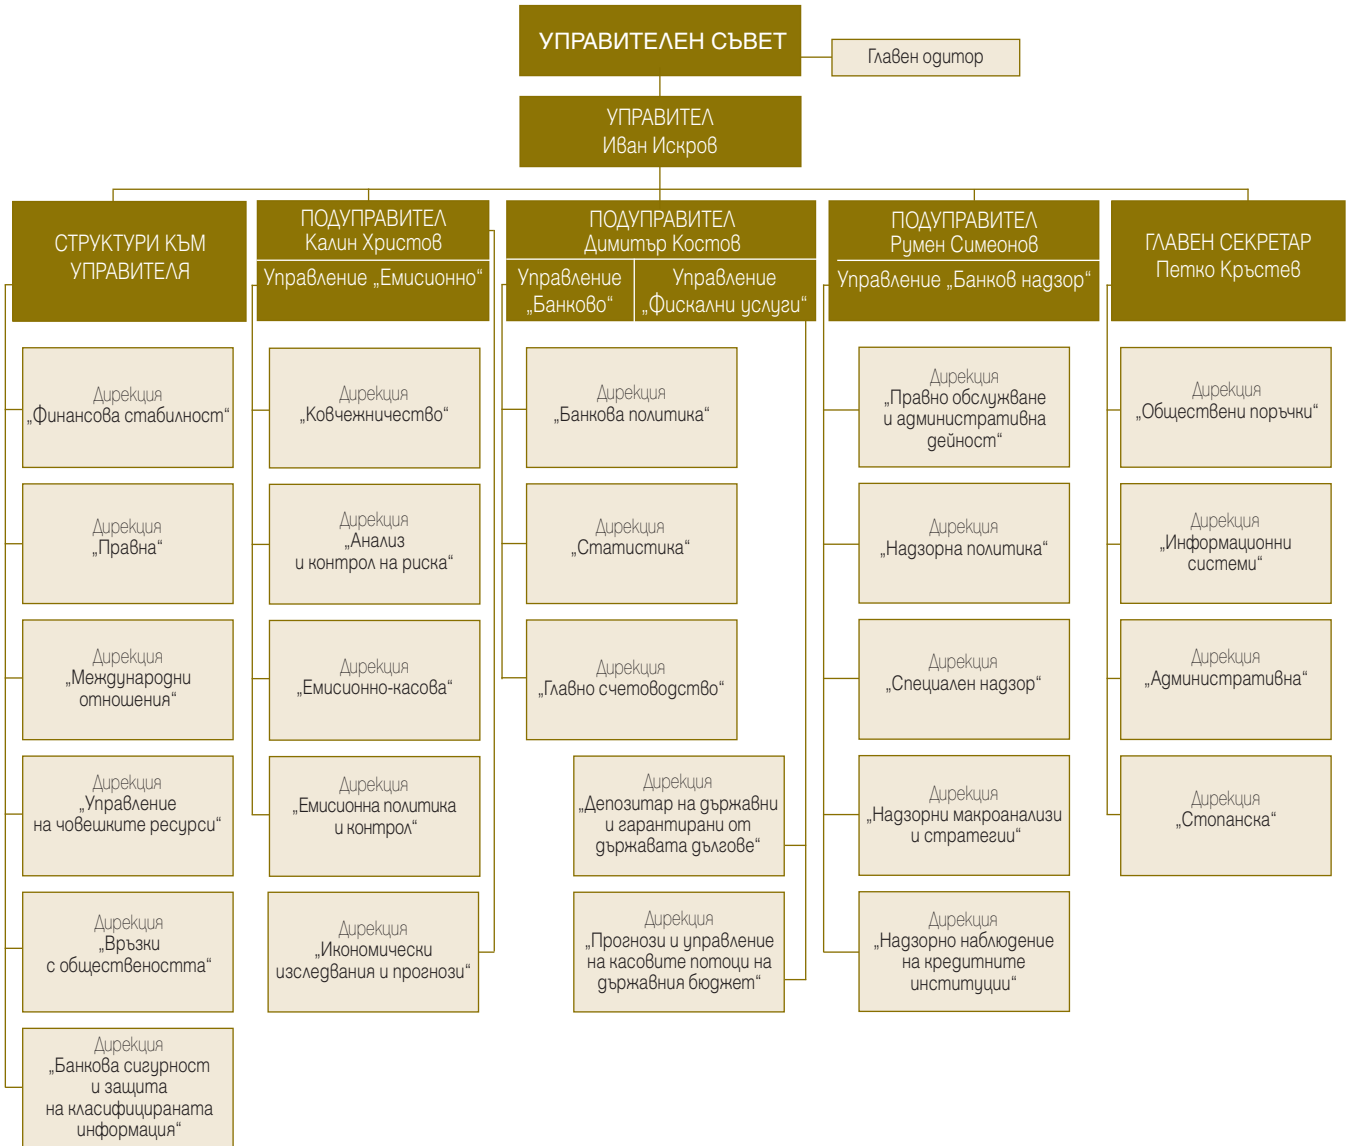 УПРАВИТЕЛЕН СЪВЕТ
Главен одитор
УПРАВИТЕЛ
Иван Искров
СТРУКТУРИ КЪМ
УПРАВИТЕЛЯ
Дирекция
„Финансова стабилност“
Дирекция
„Правна“
Дирекция
„Международни
отношения“
Дирекция
„Управление
на човешките ресурси“
Дирекция
„Връзки
с обществеността“
Дирекция
„Банкова сигурност
и защита
на класифицираната
информация“
ПОДУПРАВИТЕЛ
Калин Христов
Управление „Емисионно“
Дирекция
„Ковчежничество“
Дирекция
„Анализ
и контрол на риска“
Дирекция
„Емисионно-касова“
Дирекция
„Емисионна политика
и контрол“
Дирекция
„Икономически
изследвания и прогнози“
ПОДУПРАВИТЕЛ
Димитър Костов
Управление
„Банково“
Управление
„Фискални услуги“
Дирекция
„Банкова политика“
Дирекция
„Статистика“
Дирекция
„Главно счетоводство“
Дирекция
„Депозитар на държавни
и гарантирани от
държавата дългове“
Дирекция
„Прогнози и управление
на касовите потоци на
държавния бюджет“
ПОДУПРАВИТЕЛ
Румен Симеонов
Управление „Банков надзор“
Дирекция
„Правно обслужване
и административна
дейност“
Дирекция
„Надзорна политика“
Дирекция
„Специален надзор“
Дирекция
„Надзорни макроанализи
и стратегии“
Дирекция
„Надзорно наблюдение
на кредитните
институции“
ГЛАВЕН СЕКРЕТАР
Петко Кръстев
Дирекция
„Обществени поръчки“
Дирекция
„Информационни
системи“
Дирекция
„Административна“
Дирекция
„Стопанска“